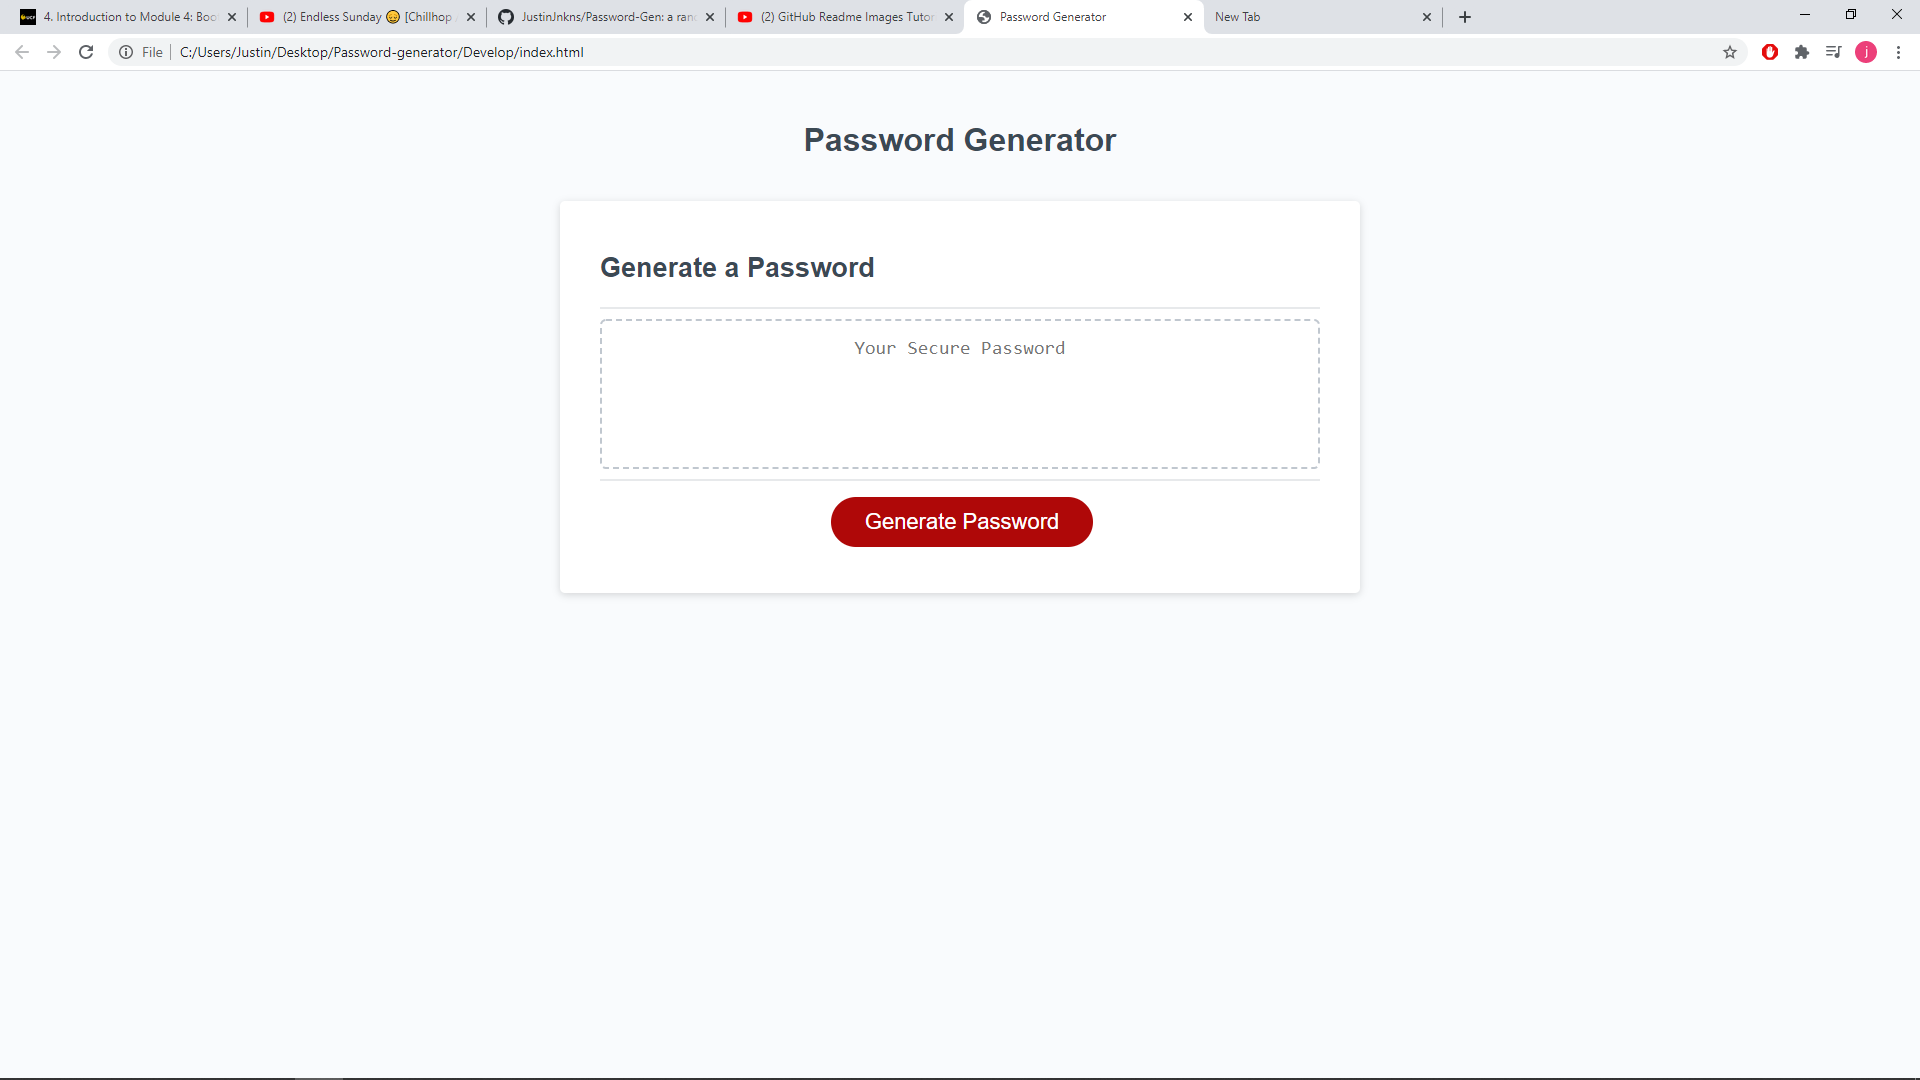 4. Introduction to Module 4: Boo
(2) Endless Sunday 😄 [Chillhop
JustinJnkns/Password-Gen: a ran
(2) GitHub Readme Images Tutor
Password Generator
New Tab
File
C:/Users/Justin/Desktop/Password-generator/Develop/index.html
j
Password Generator
Generate a Password
Your Secure Password
Generate Password